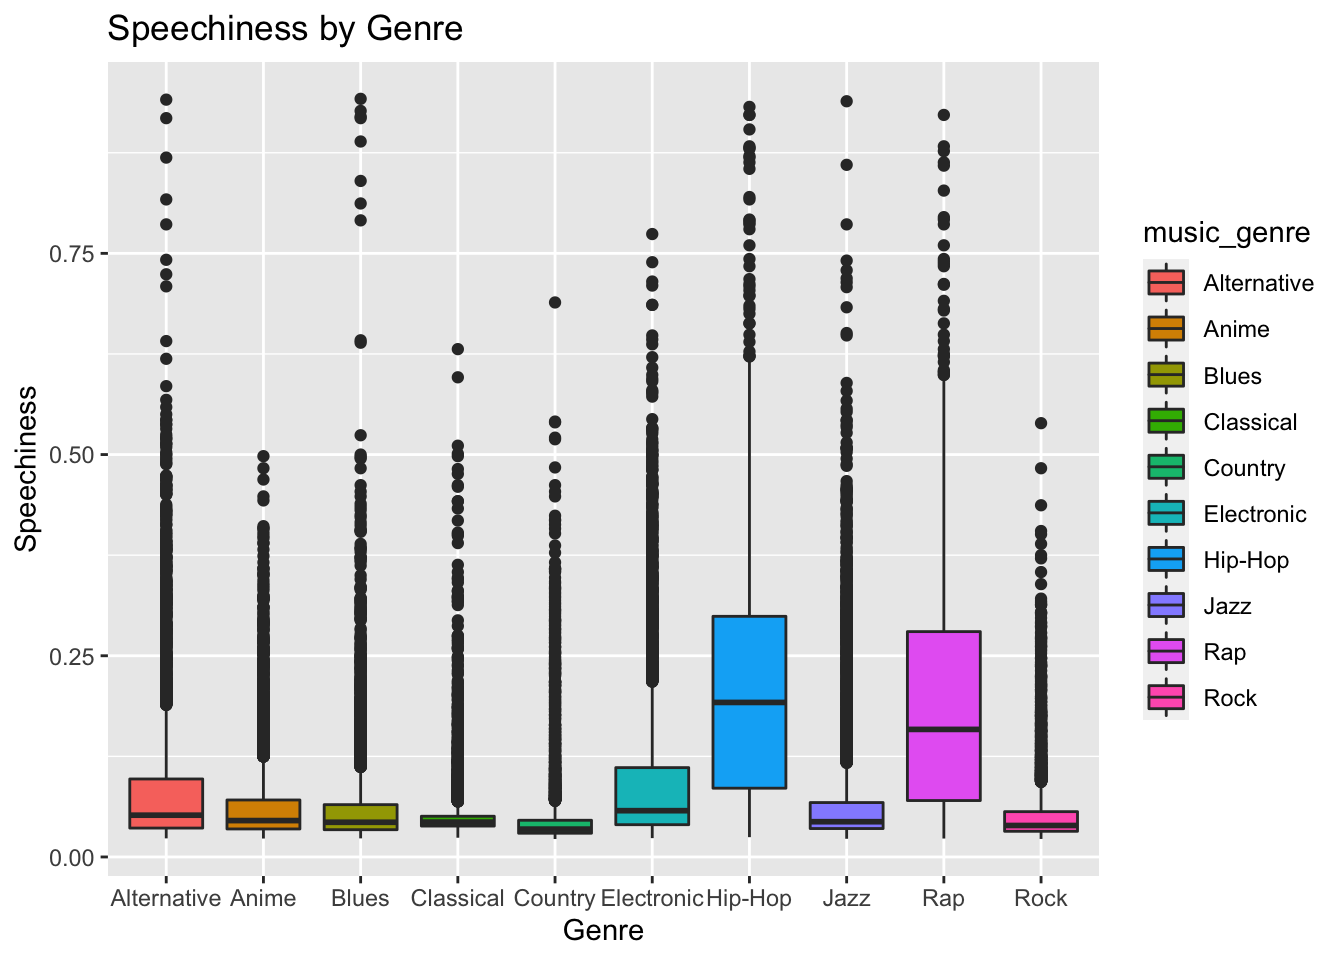 Speechiness by Genre
Speechiness
0.75
0.50
0.25
0.00
Alternative Anime Blues Classical Country Electronic Hip-Hop Jazz Rap Rock
Genre
music_genre
Alternative
Anime
Blues
Classical
Country
Electronic
Hip-Hop
Jazz
Rap
Rock